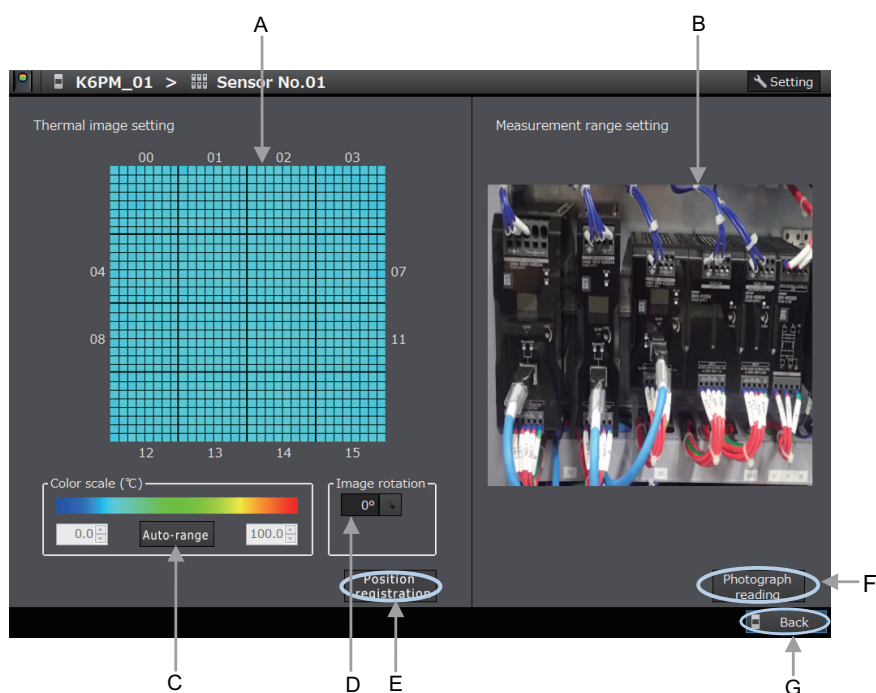 A
B
K6PM_01 > Sensor No.01
Setting
Thermal image setting
Measurement range setting
00 01 02 03
04 07
08 11
12 13 14 15
Color scale (℃)
Image rotation
0.0
Auto-range
100.0
0°
Position
registration
Photograph
reading
F
Back
C
D
E
G